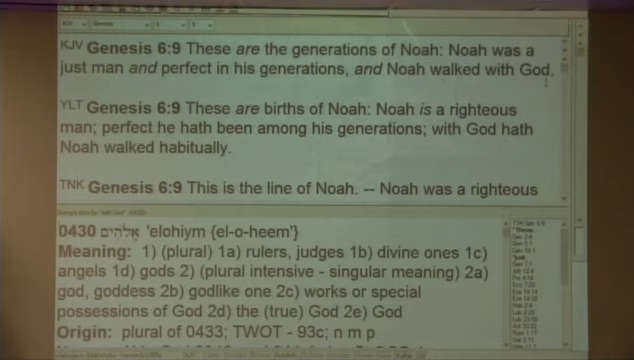 KJV Genesis 6:9 These are the generations of Noah: Noah was a
just man and perfect in his generations, and Noah walked with God.
YLT Genesis 6:9 These are births of Noah: Noah is a righteous
man; perfect he hath been among his generations; with God hath
Noah walked habitually.
TNK Genesis 6:9 This is the line of Noah. -- Noah was a righteous
0430 אֱלֹהִים 'elohiym {el-o-heem'}
Meaning: 1) (plural) 1a) rulers, judges 1b) divine ones 1c)
angels 1d) gods 2) (plural intensive - singular meaning) 2a)
god, goddess 2b) godlike one 2c) works or special
possessions of God 2d) the (true) God 2e) God
Origin: plural of 0433; TWOT - 93c; n m p